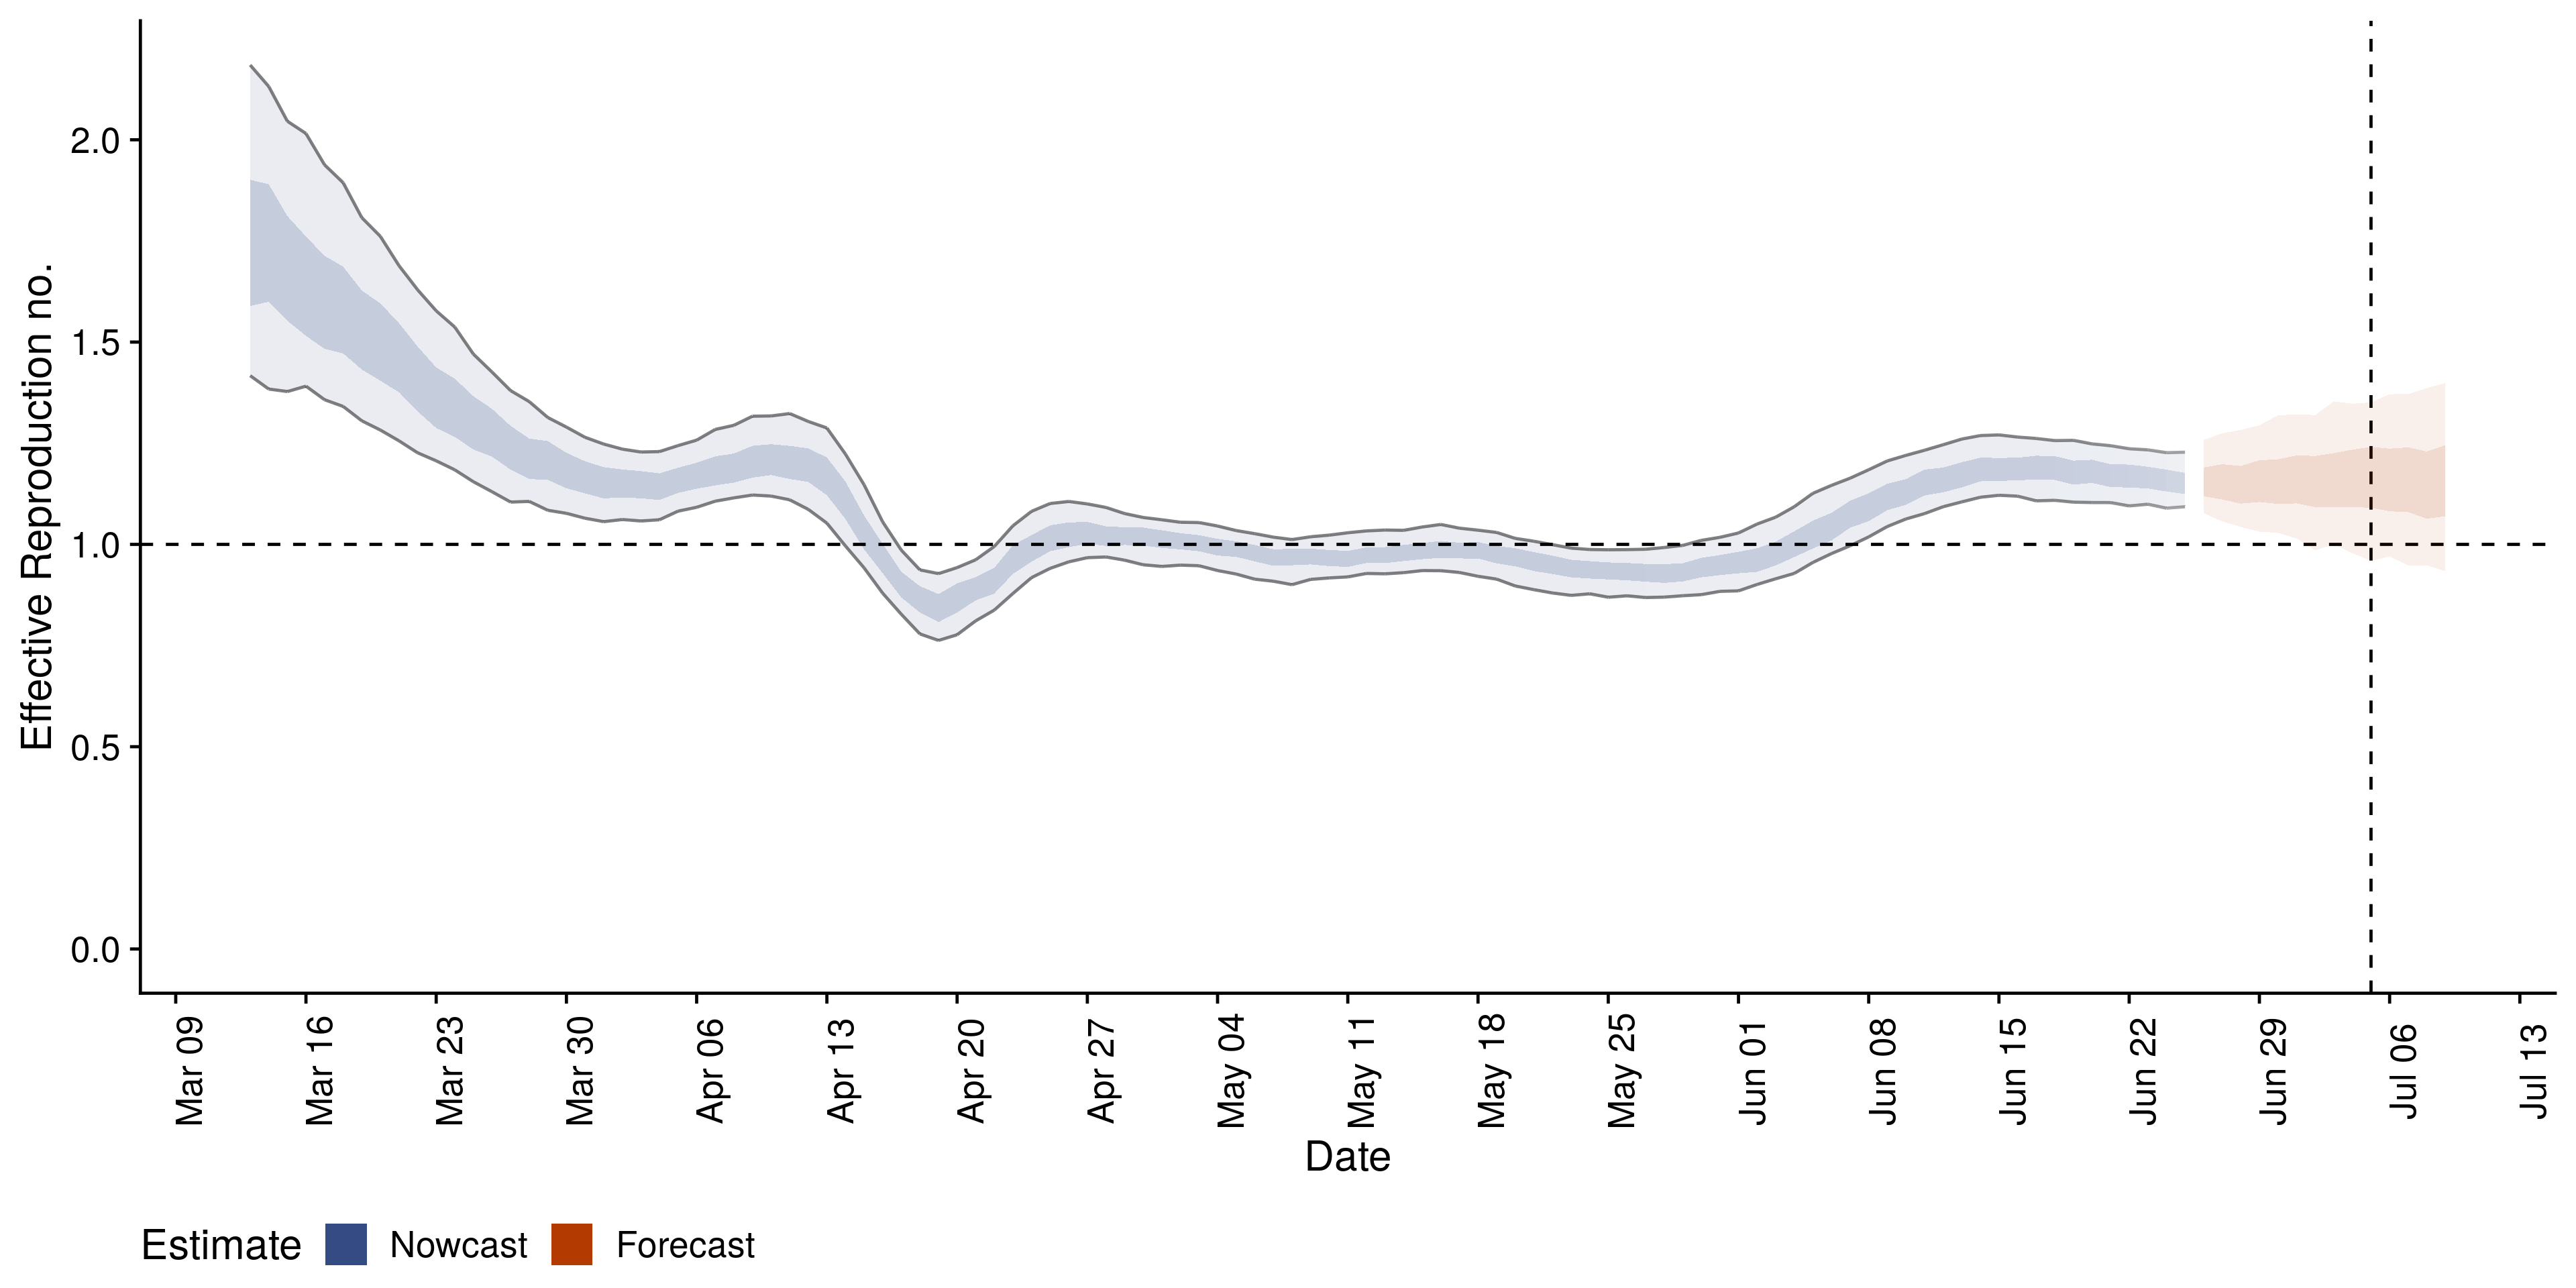 Effective Reproduction no.
2.0
1.5
1.0
0.5
0.0
Mar 09
Mar 16
Mar 23
Mar 30
Apr 06
Apr 13
Apr 20
Apr 27
May 04
May 11
May 18
May 25
Jun 01
Jun 08
Jun 15
Jun 22
Jun 29
Jul 06
Jul 13
Date
Estimate Nowcast Forecast